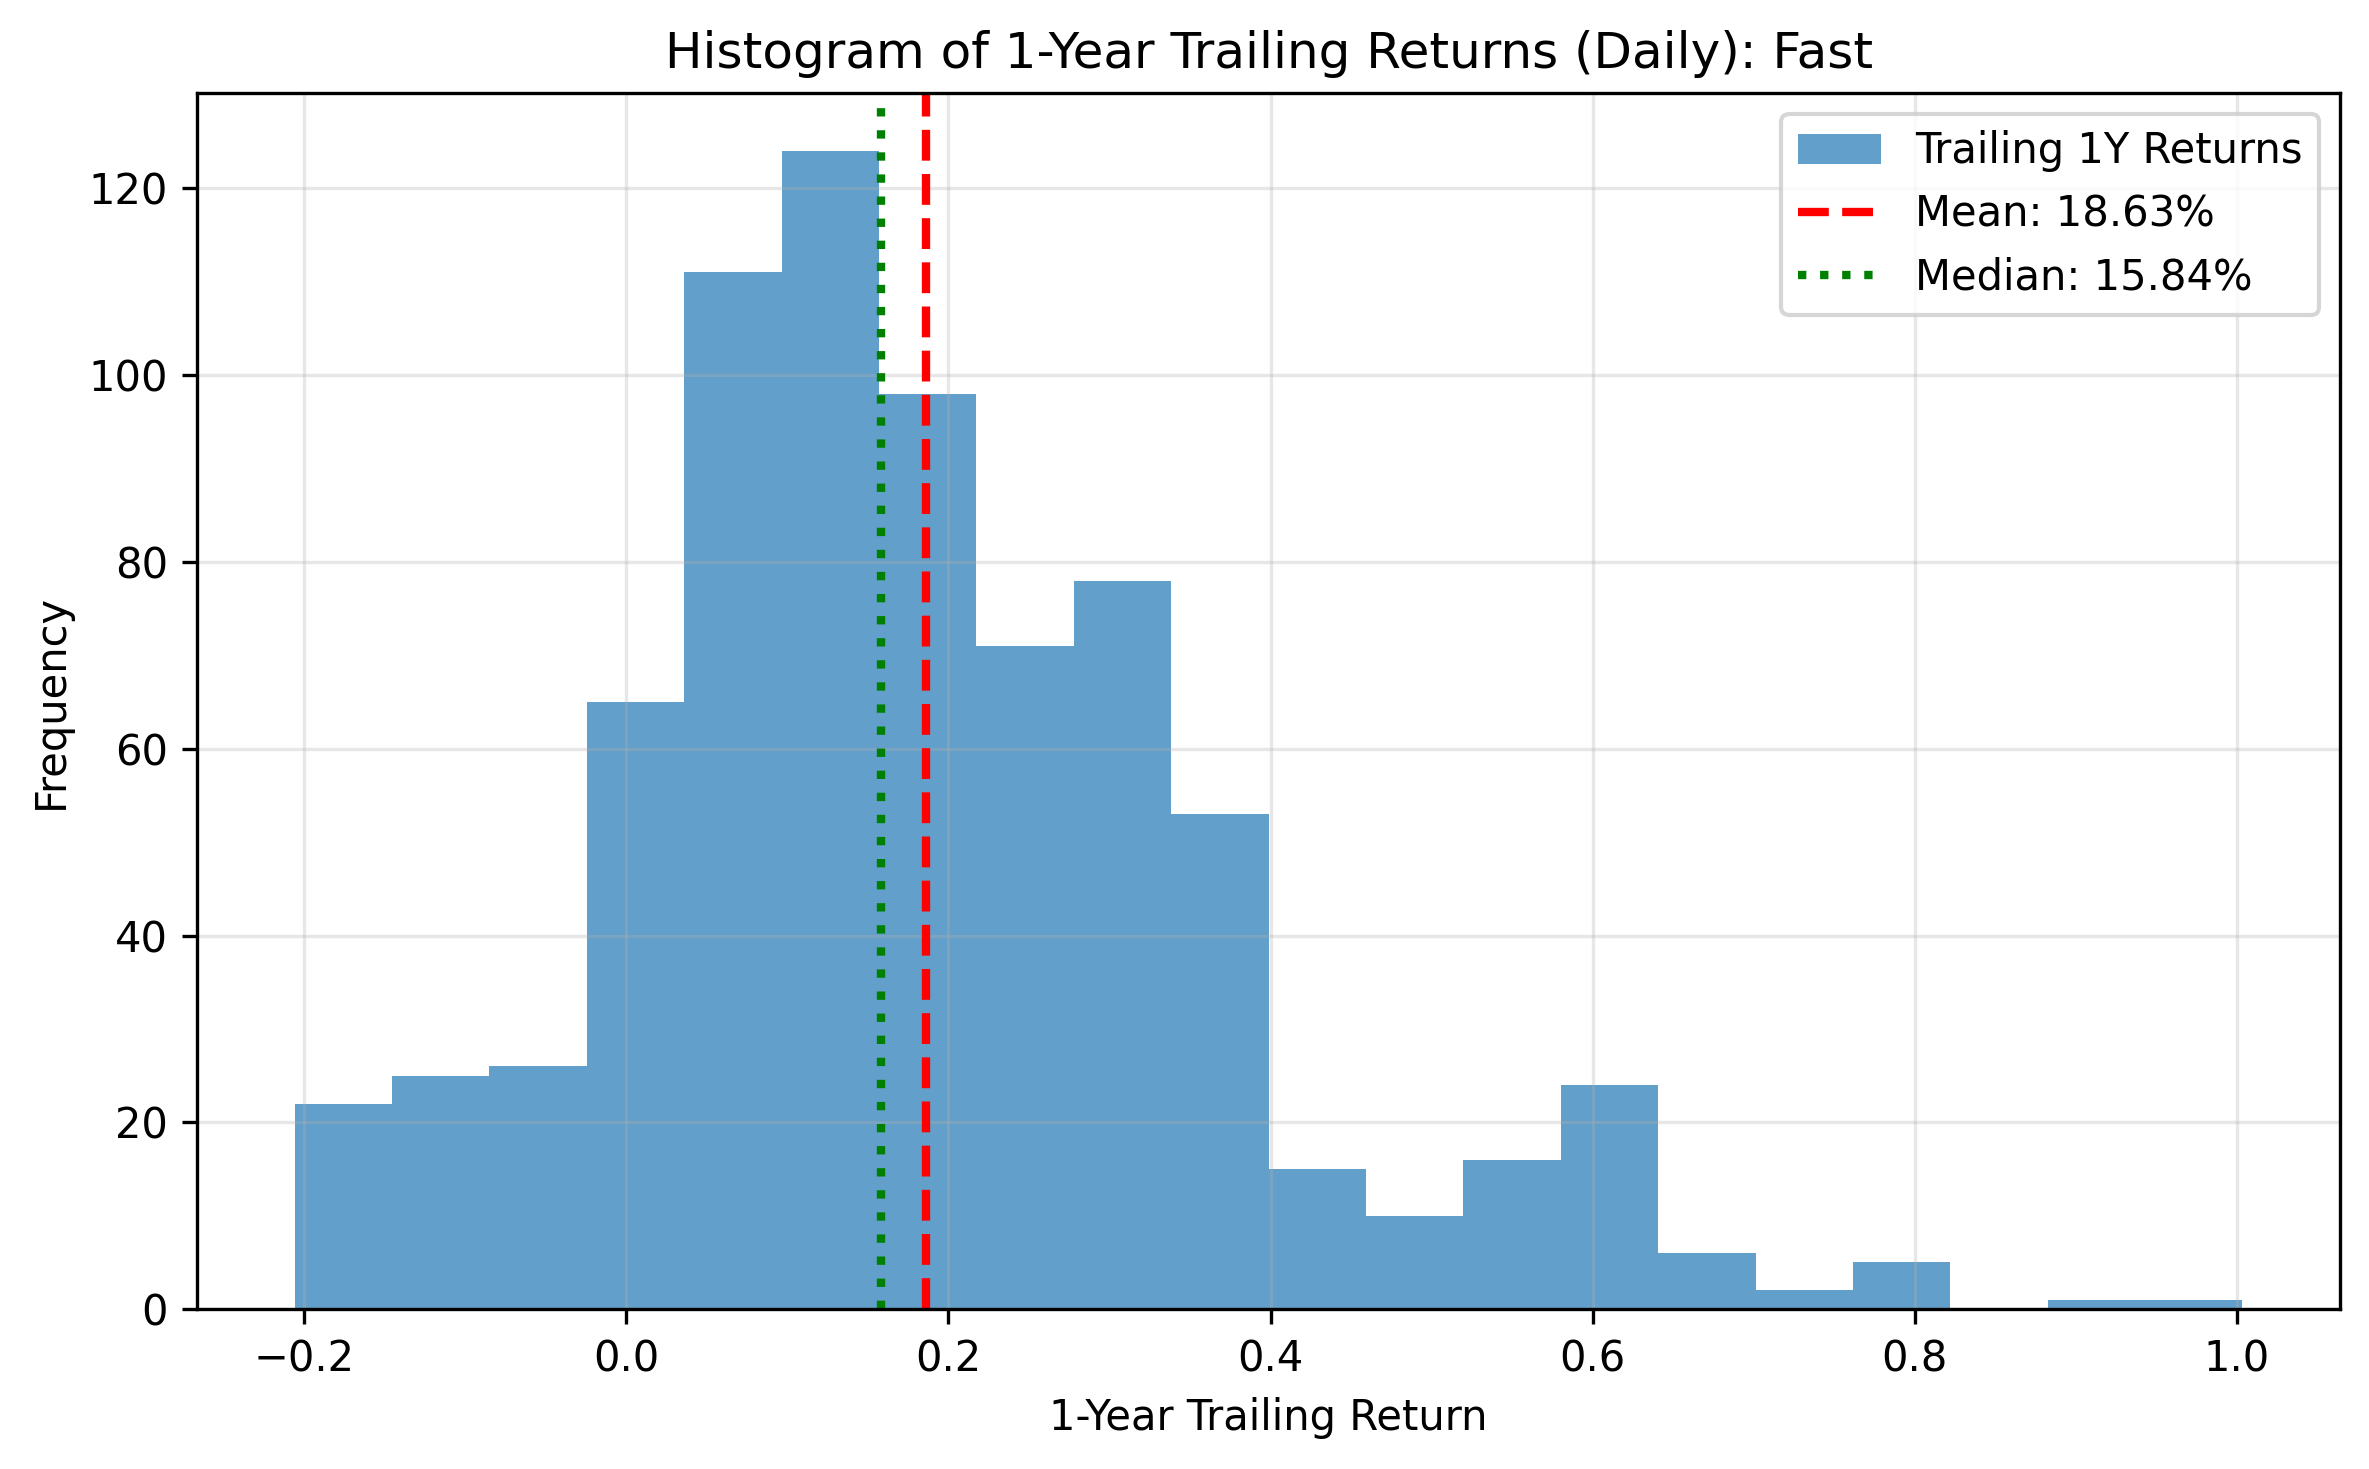 Histogram of 1-Year Trailing Returns (Daily): Fast
Trailing 1Y Returns
Mean: 18.63%
Median: 15.84%
120
100
80
60
40
20
0
Frequency
−0.2 0.0 0.2 0.4 0.6 0.8 1.0
1-Year Trailing Return